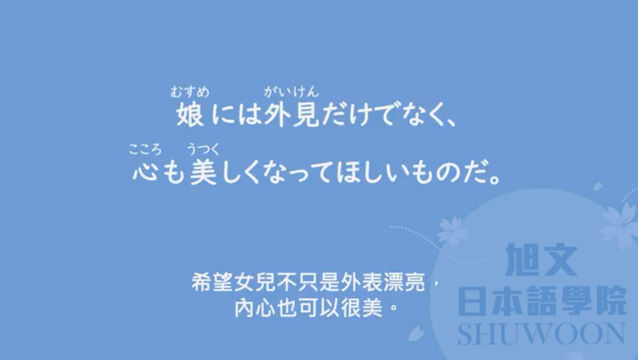 むすめ がいけん
娘には外見だけでなく、
こころ うつく
心も美しくなってほしいものだ。
希望女兒不只是外表漂亮，
內心也可以很美。
旭文
日本語學院
SHUWOON